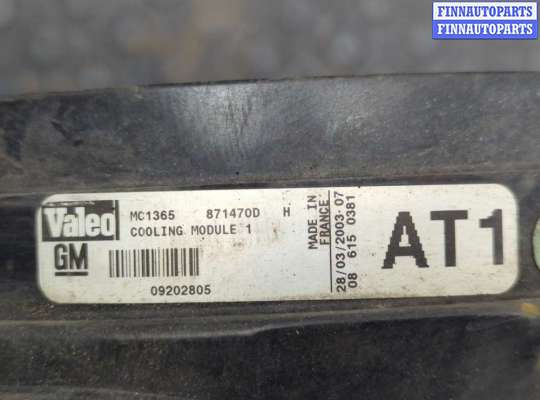 FINNAUTOPARTS
FINNAUTOPARTS
Valeo
MC1365 871470D H
COOLING MODULE 1
GM
09202805
MADE IN
FRANCE
28/03/2003-07
08 615 0381
AT1